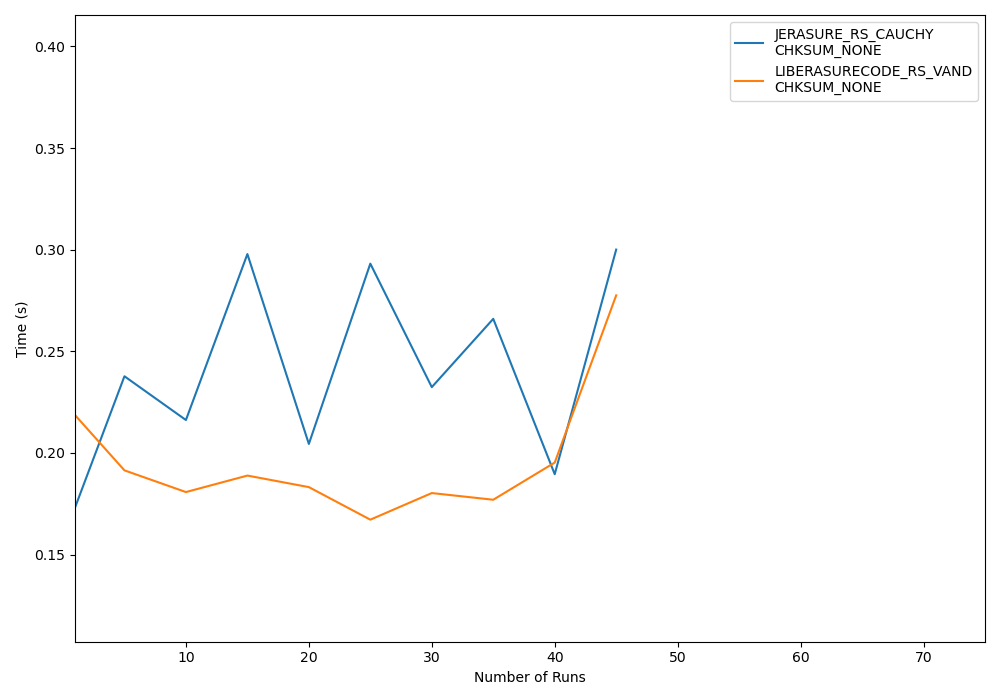 JERASURE_RS_CAUCHY
CHKSUM_NONE
LIBERASURECODE_RS_VAND
CHKSUM_NONE
0.40
0.35
0.30
0.25
0.20
0.15
Time (s)
10 20 30 40 50 60 70
Number of Runs